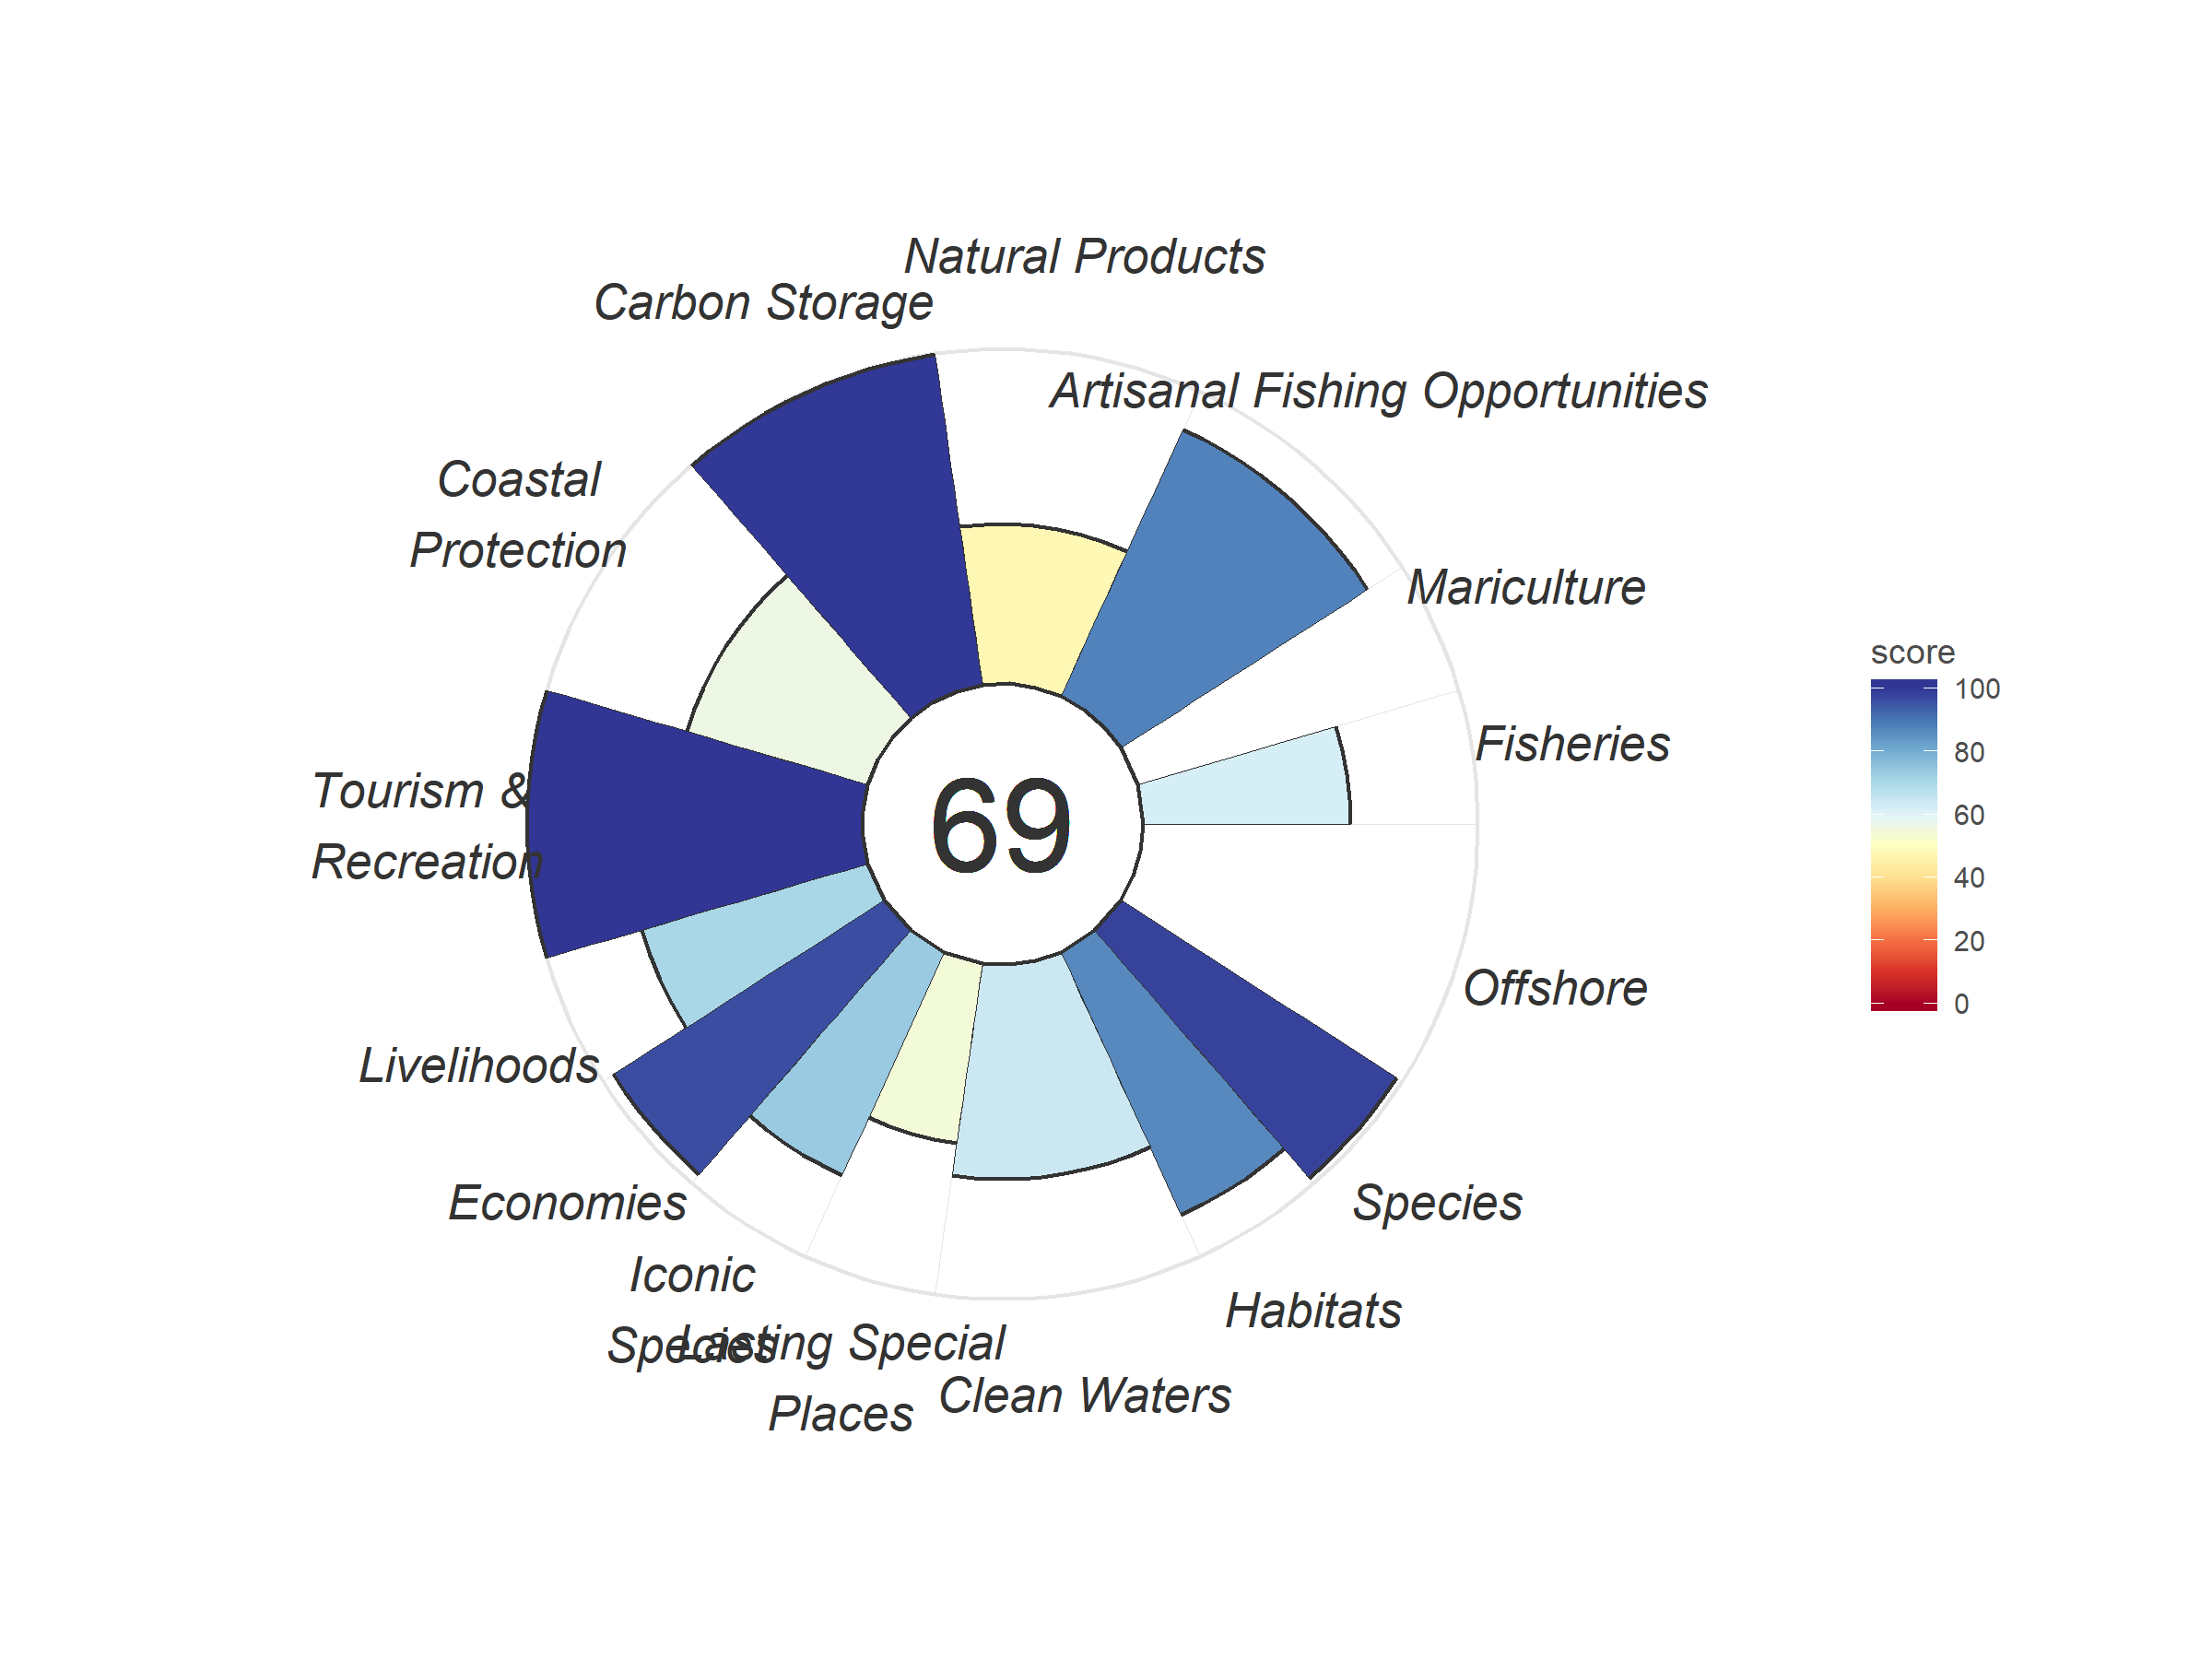 Natural Products
Carbon Storage
Artisanal Fishing Opportunities
Coastal
Protection
Mariculture
Fisheries
Tourism &
Recreation
69
Offshore
Livelihoods
Economies
Species
Iconic
Species
Habitats
Lasting Special
Places
Clean Waters
score
100
80
60
40
20
0